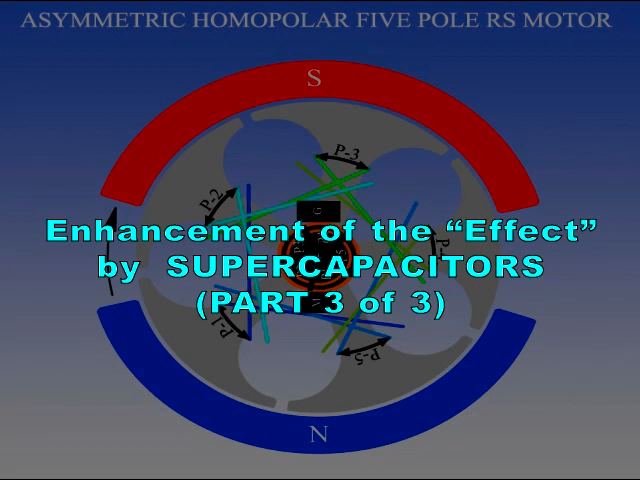 ASYMMETRIC HOMOPOLAR FIVE POLE RS MOTOR
S
P-3
P-2
G
Enhancement of the “Effect”
by SUPERCAPACITORS
(PART 3 of 3)
P-1
P-5
N